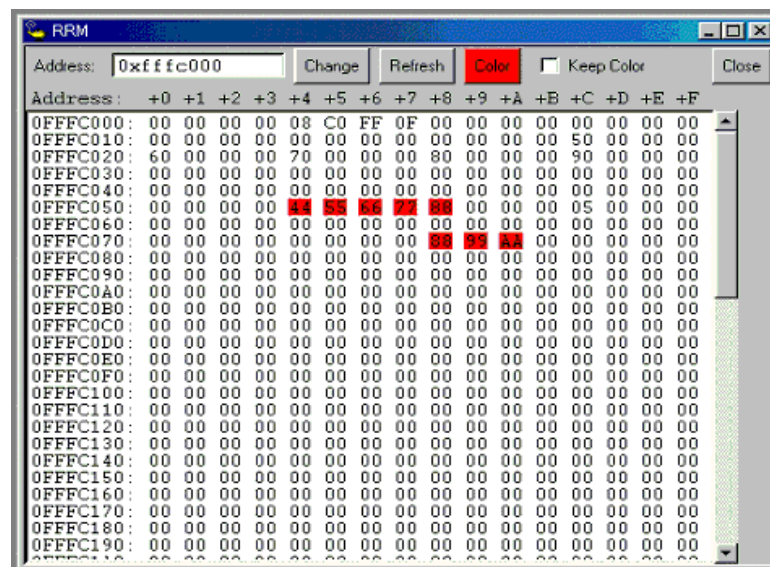 RRM
Address: 0xfffc000 Change Refresh Color Keep Color Close
Address: +0 +1 +2 +3 +4 +5 +6 +7 +8 +9 +A +B +C +D +E +F
0FFFC000: 00 00 00 00 08 C0 FF 0F 00 00 00 00 00 00 00 00
0FFFC010: 00 00 00 00 00 00 00 00 00 00 00 00 50 00 00 00
0FFFC020: 60 00 00 00 70 00 00 00 80 00 00 00 90 00 00 00
0FFFC030: 00 00 00 00 00 00 00 00 00 00 00 00 00 00 00 00
0FFFC040: 00 00 00 00 00 00 00 00 00 00 00 00 00 00 00 00
0FFFC050: 00 00 00 00 44 55 66 77 88 00 00 00 05 00 00 00
0FFFC060: 00 00 00 00 00 00 00 00 00 00 00 00 00 00 00 00
0FFFC070: 00 00 00 00 00 00 00 00 88 99 AA 00 00 00 00 00
0FFFC080: 00 00 00 00 00 00 00 00 00 00 00 00 00 00 00 00
0FFFC090: 00 00 00 00 00 00 00 00 00 00 00 00 00 00 00 00
0FFFC0A0: 00 00 00 00 00 00 00 00 00 00 00 00 00 00 00 00
0FFFC0B0: 00 00 00 00 00 00 00 00 00 00 00 00 00 00 00 00
0FFFC0C0: 00 00 00 00 00 00 00 00 00 00 00 00 00 00 00 00
0FFFC0D0: 00 00 00 00 00 00 00 00 00 00 00 00 00 00 00 00
0FFFC0E0: 00 00 00 00 00 00 00 00 00 00 00 00 00 00 00 00
0FFFC0F0: 00 00 00 00 00 00 00 00 00 00 00 00 00 00 00 00
0FFFC100: 00 00 00 00 00 00 00 00 00 00 00 00 00 00 00 00
0FFFC110: 00 00 00 00 00 00 00 00 00 00 00 00 00 00 00 00
0FFFC120: 00 00 00 00 00 00 00 00 00 00 00 00 00 00 00 00
0FFFC130: 00 00 00 00 00 00 00 00 00 00 00 00 00 00 00 00
0FFFC140: 00 00 00 00 00 00 00 00 00 00 00 00 00 00 00 00
0FFFC150: 00 00 00 00 00 00 00 00 00 00 00 00 00 00 00 00
0FFFC160: 00 00 00 00 00 00 00 00 00 00 00 00 00 00 00 00
0FFFC170: 00 00 00 00 00 00 00 00 00 00 00 00 00 00 00 00
0FFFC180: 00 00 00 00 00 00 00 00 00 00 00 00 00 00 00 00
0FFFC190: 00 00 00 00 00 00 00 00 00 00 00 00 00 00 00 00